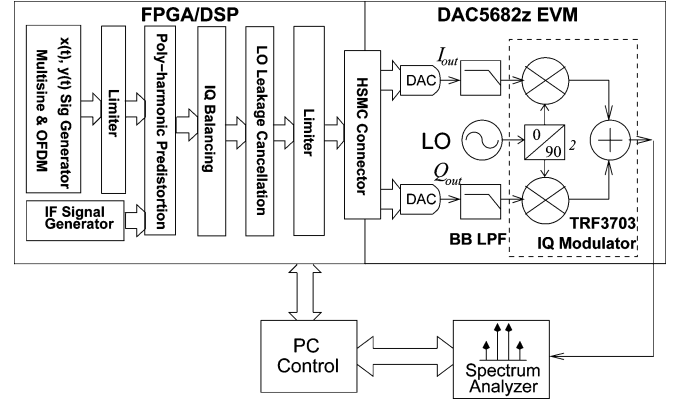 FPGA/DSP
DAC5682z EVM
x(t), y(t) Sig Generator
Multisine & OFDM
Limiter
Poly-harmonic Predistortion
IQ Balancing
LO Leakage Cancellation
Limiter
HSMC Connector
IF Signal
Generator
DAC
Iout
LO
0
90
2
Qout
DAC
BB LPF
TRF3703
IQ Modulator
PC
Control
Spectrum
Analyzer